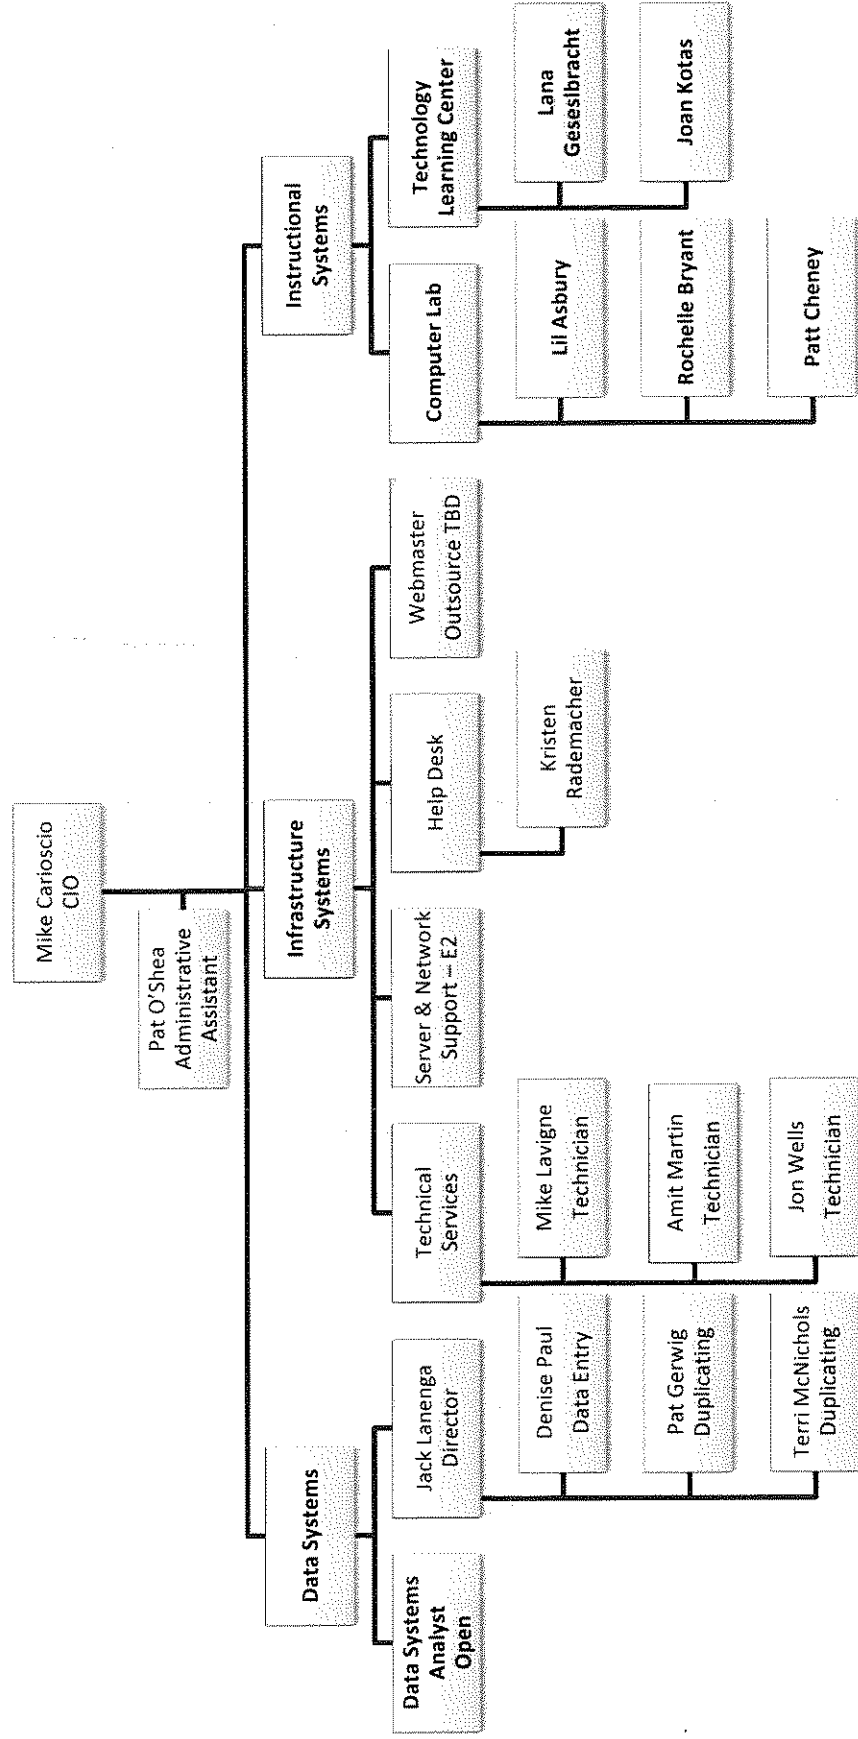 Mike Carioscio
CIO
Pat O'Shea
Administrative
Assistant
Data Systems
Infrastructure
Systems
Instructional
Systems
Data Systems
Analyst
Open
Jack Lanenga
Director
Technical
Services
Server & Network
Support – E2
Help Desk
Webmaster
Outsource TBD
Computer Lab
Technology
Learning Center
Denise Paul
Data Entry
Mike Lavigne
Technician
Kristen
Rademacher
Lil Asbury
Lana
Geseslbracht
Pat Gerwig
Duplicating
Amit Martin
Technician
Rochelle Bryant
Joan Kotas
Terri McNichols
Duplicating
Jon Wells
Technician
Patt Cheney